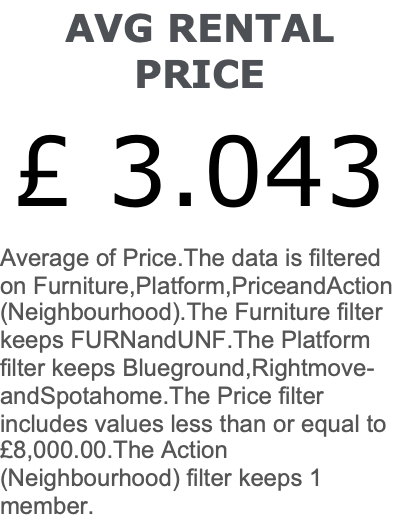 AVG RENTAL
PRICE
£ 3.043
Average of Price.The data is filtered
on Furniture,Platform,PriceandAction
(Neighbourhood).The Furniture filter
keeps FURNandUNF.The Platform
filter keeps Blueground,Rightmove-
andSpotahome.The Price filter
includes values less than or equal to
£8,000.00.The Action
(Neighbourhood) filter keeps 1
member.